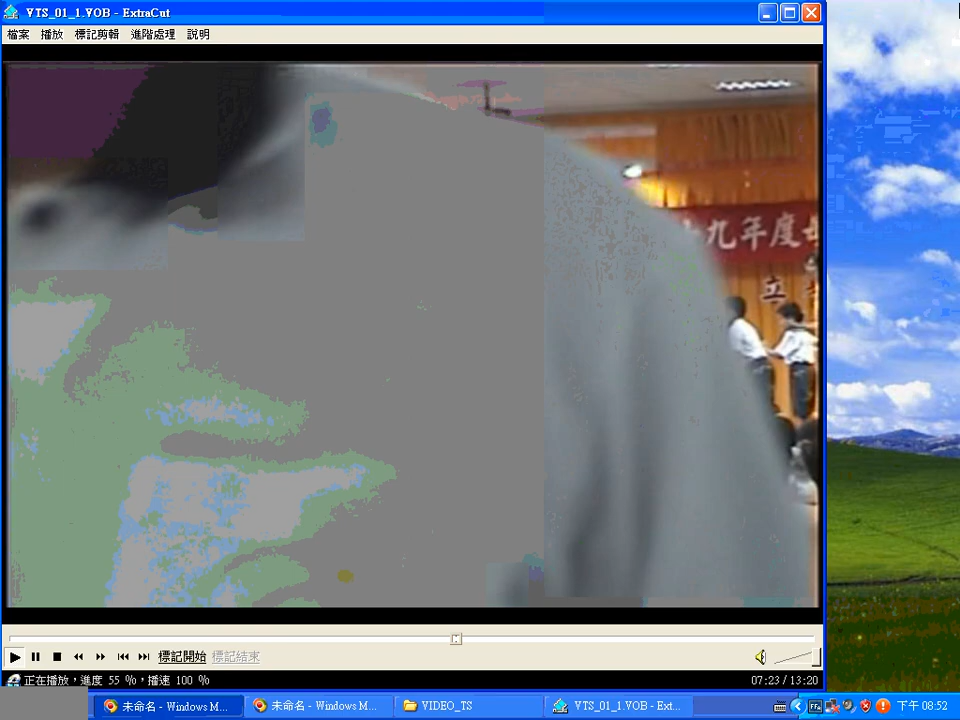 VTS_01_1.VOB - ExtraCut
檔案 播放 標記剪輯 進階處理 說明
九年度
立
標記開始 標記結束
正在播放，進度 55 %，播速 100 %
07:23 / 13:20
未命名 - Windows M...
未命名 - Windows M...
VIDEO_TS
VTS_01_1.VOB - Ext...
下午 08:52